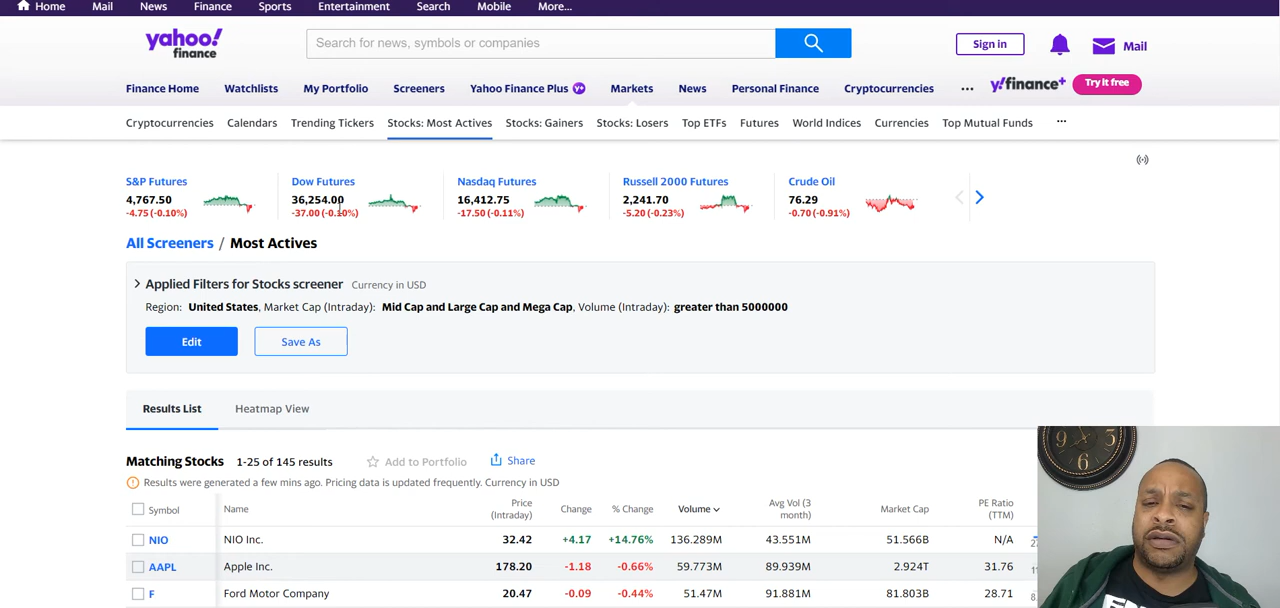 Home Mail News Finance Sports Entertainment Search Mobile More...
yahoo!
finance
Search for news, symbols or companies
Sign in
Mail
Finance Home Watchlists My Portfolio Screeners Yahoo Finance Plus Y+ Markets News Personal Finance Cryptocurrencies ... y!finance+ Try it free
Cryptocurrencies Calendars Trending Tickers Stocks: Most Actives Stocks: Gainers Stocks: Losers Top ETFs Futures World Indices Currencies Top Mutual Funds ...
S&P Futures Dow Futures Nasdaq Futures Russell 2000 Futures Crude Oil
4,767.50 36,254.00 16,412.75 2,241.70 76.29
-4.75 (-0.10%) -37.00 (-0.10%) -17.50 (-0.11%) -5.20 (-0.23%) -0.70 (-0.91%)
All Screeners / Most Actives
Applied Filters for Stocks screener Currency in USD
Region: United States, Market Cap (Intraday): Mid Cap and Large Cap and Mega Cap, Volume (Intraday): greater than 5000000
Edit Save As
Results List Heatmap View
Matching Stocks 1-25 of 145 results Add to Portfolio Share
Results were generated a few mins ago. Pricing data is updated frequently. Currency in USD
Symbol Name Price (Intraday) Change % Change Volume Avg Vol (3 month) Market Cap PE Ratio (TTM)
NIO NIO Inc. 32.42 +4.17 +14.76% 136.289M 43.551M 51.566B N/A
AAPL Apple Inc. 178.20 -1.18 -0.66% 59.773M 89.939M 2.924T 31.76
F Ford Motor Company 20.47 -0.09 -0.44% 51.47M 91.881M 81.803B 28.71
9 3
6